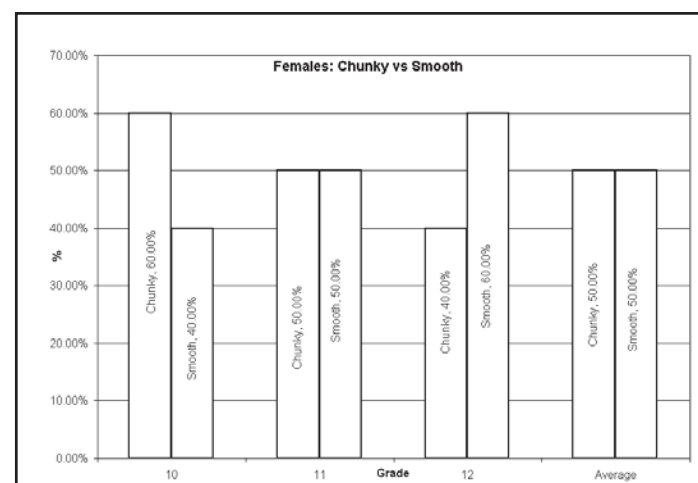 Females: Chunky vs Smooth
70.00%
60.00%
50.00%
40.00%
30.00%
20.00%
10.00%
0.00%
%
Chunky, 60.00%
Smooth, 40.00%
Chunky, 50.00%
Smooth, 50.00%
Chunky, 40.00%
Smooth, 60.00%
Chunky, 50.00%
Smooth, 50.00%
10
11
Grade
12
Average